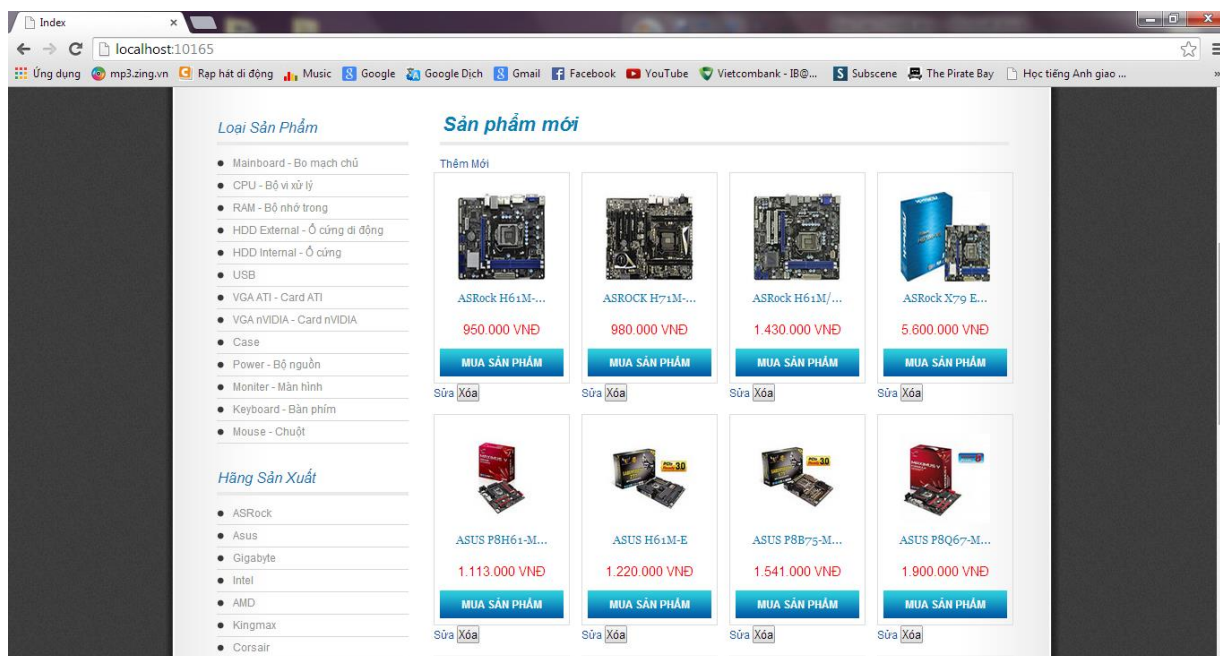 Index
localhost:10165
Ứng dụng mp3.zing.vn Rạp hát di động Music Google Google Dịch Gmail Facebook YouTube Vietcombank - IB@... Subscene The Pirate Bay Học tiếng Anh giao ...
Loại Sản Phẩm
Mainboard - Bo mạch chủ
CPU - Bộ vi xử lý
RAM - Bộ nhớ trong
HDD External - Ổ cứng di động
HDD Internal - Ổ cứng
USB
VGA ATI - Card ATI
VGA nVIDIA - Card nVIDIA
Case
Power - Bộ nguồn
Moniter - Màn hình
Keyboard - Bàn phím
Mouse - Chuột
Hãng Sản Xuất
ASRock
Asus
Gigabyte
Intel
AMD
Kingmax
Corsair
Sản phẩm mới
Thêm Mới
ASRock H61M-... ASROCK H71M-... ASRock H61M/... ASRock X79 E...
950.000 VNĐ 980.000 VNĐ 1.430.000 VNĐ 5.600.000 VNĐ
MUA SẢN PHẨM MUA SẢN PHẨM MUA SẢN PHẨM MUA SẢN PHẨM
Sửa Xóa Sửa Xóa Sửa Xóa Sửa Xóa
ASUS P8H61-M... ASUS H61M-E ASUS P8B75-M... ASUS P8Q67-M...
1.113.000 VNĐ 1.220.000 VNĐ 1.541.000 VNĐ 1.900.000 VNĐ
MUA SẢN PHẨM MUA SẢN PHẨM MUA SẢN PHẨM MUA SẢN PHẨM
Sửa Xóa Sửa Xóa Sửa Xóa Sửa Xóa